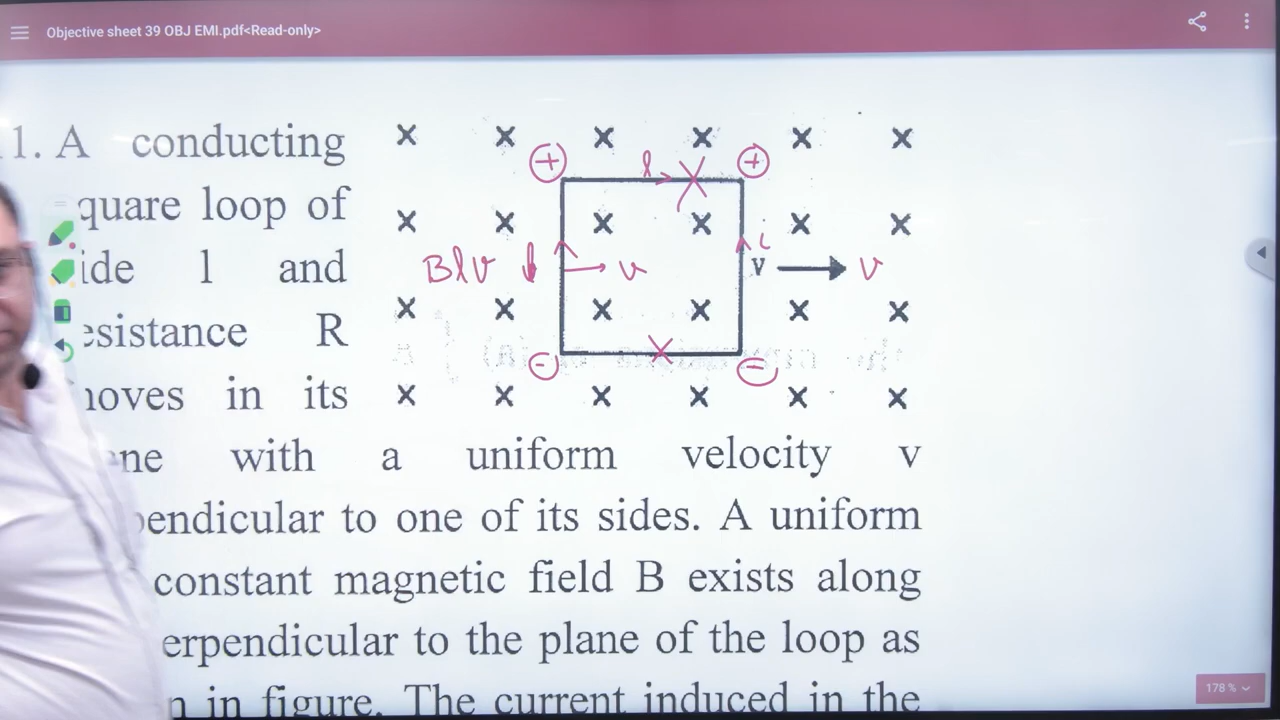 Objective sheet 39 OBJ EMI.pdf<Read-only>
1. A conducting
quare loop of
ide l and
esistance R
oves in its
ne with a uniform velocity v
pendicular to one of its sides. A uniform
constant magnetic field B exists along
erpendicular to the plane of the loop as
n in figure. The current induced in the
+ l +
Blv v i v v
- -
178 %